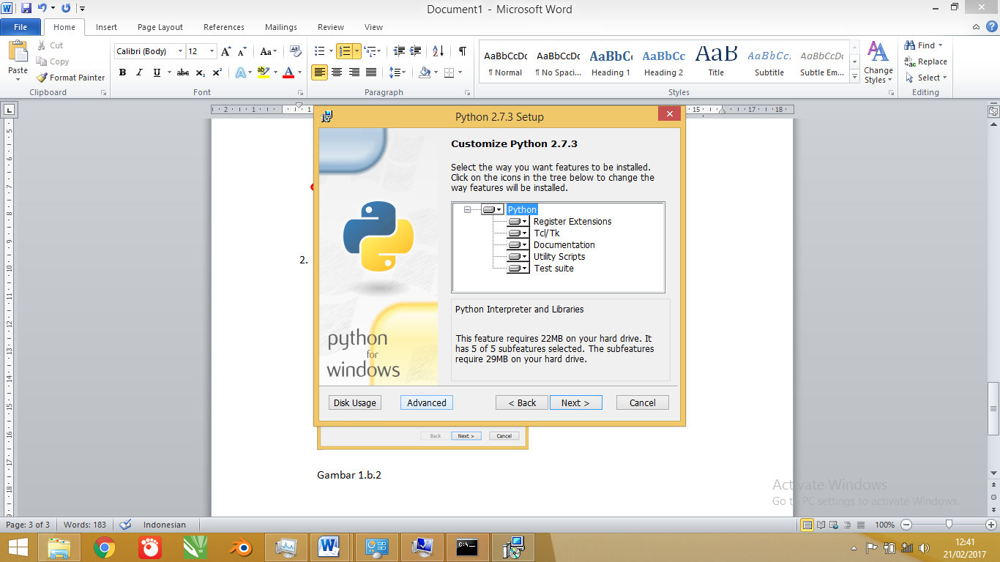 Document1 - Microsoft Word
File Home Insert Page Layout References Mailings Review View
Paste
Cut
Copy
Format Painter
Clipboard
Calibri (Body) 12
Font
Paragraph
AaBbCcDc AaBbCcDc AaBbCc AaBbCc AaB AaBbCc. AaBbCcDc
¶ Normal ¶ No Spaci... Heading 1 Heading 2 Title Subtitle Subtle Em...
Styles
Change
Styles
Find
Replace
Select
Editing
Python 2.7.3 Setup
Customize Python 2.7.3
Select the way you want features to be installed.
Click on the icons in the tree below to change the
way features will be installed.
Python
Register Extensions
Tcl/Tk
Documentation
Utility Scripts
Test suite
Python Interpreter and Libraries
This feature requires 22MB on your hard drive. It
has 5 of 5 subfeatures selected. The subfeatures
require 29MB on your hard drive.
python
for
windows
Disk Usage Advanced < Back Next > Cancel
2.
Back Next > Cancel
Gambar 1.b.2
Activate Windows
Go to PC settings to activate Windows.
Page: 3 of 3 Words: 183 Indonesian 100%
12:41
21/02/2017